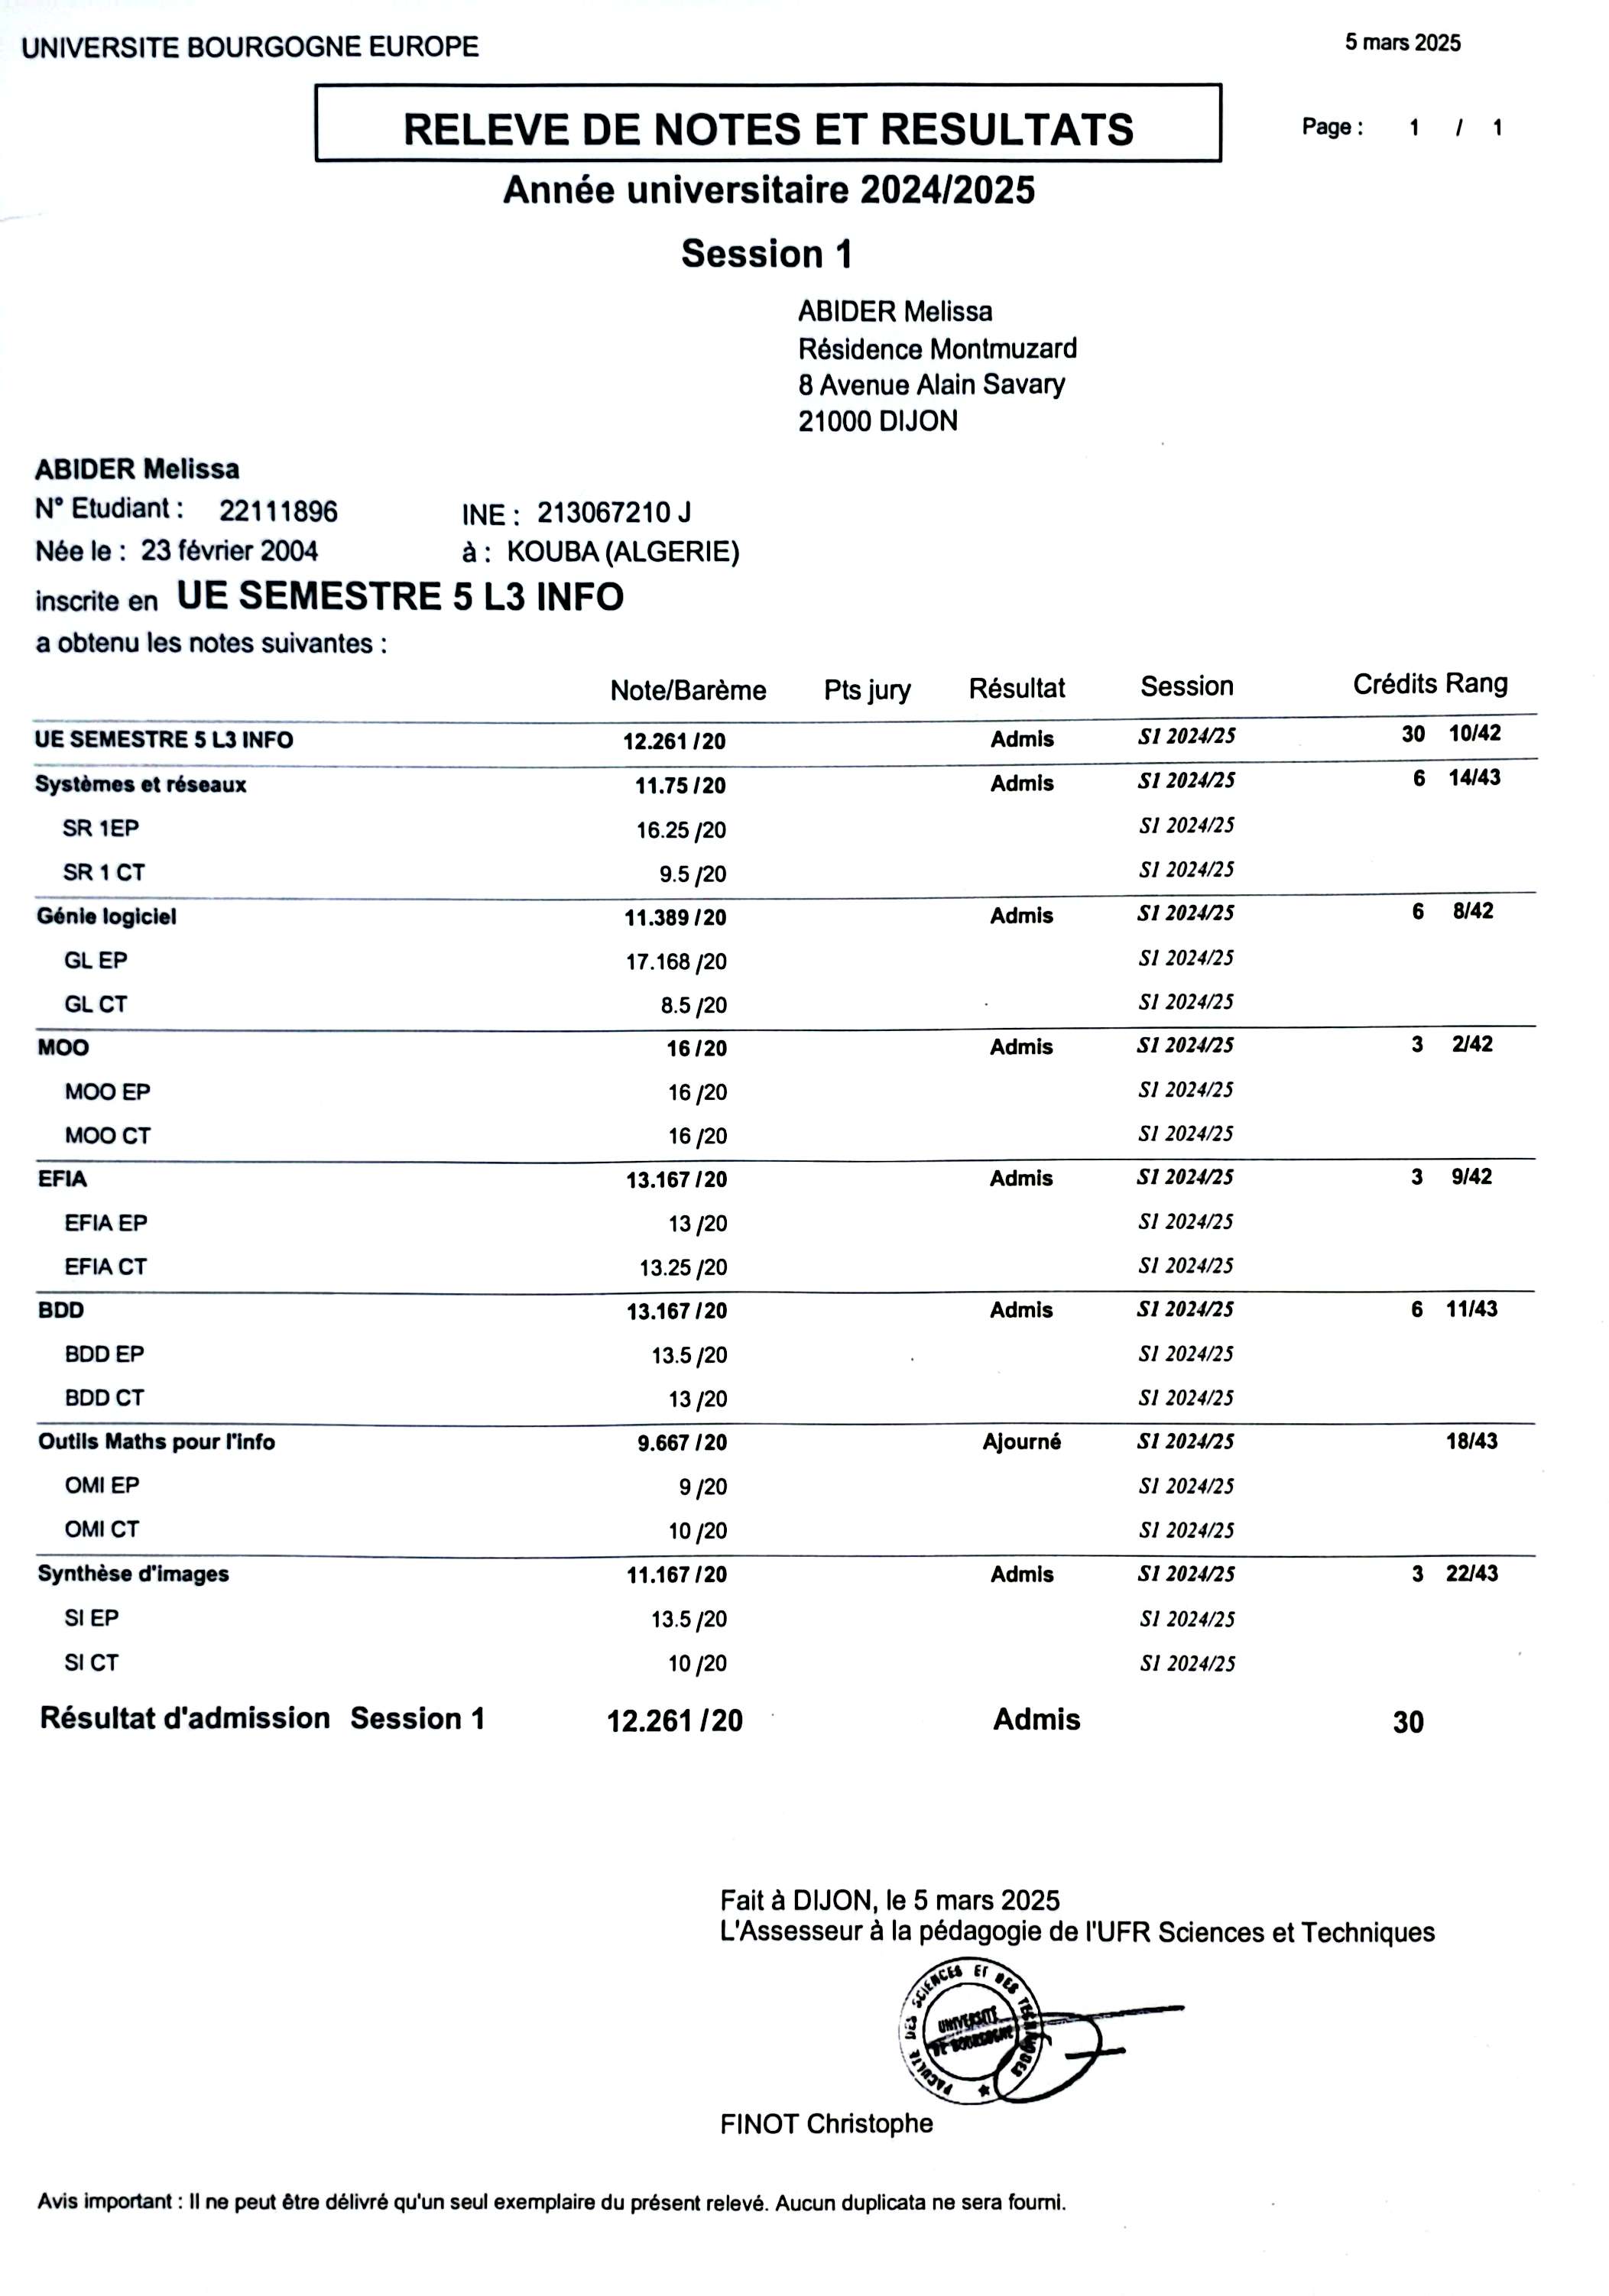 UNIVERSITE BOURGOGNE EUROPE
5 mars 2025
RELEVE DE NOTES ET RESULTATS
Page : 1 / 1
Année universitaire 2024/2025
Session 1
ABIDER Melissa
Résidence Montmuzard
8 Avenue Alain Savary
21000 DIJON
ABIDER Melissa
N° Etudiant : 22111896 INE : 213067210 J
Née le : 23 février 2004 à : KOUBA (ALGERIE)
inscrite en UE SEMESTRE 5 L3 INFO
a obtenu les notes suivantes :
Note/Barème Pts jury Résultat Session Crédits Rang
UE SEMESTRE 5 L3 INFO 12.261 /20 Admis S1 2024/25 30 10/42
Systèmes et réseaux 11.75 /20 Admis S1 2024/25 6 14/43
SR 1EP 16.25 /20 S1 2024/25
SR 1 CT 9.5 /20 S1 2024/25
Génie logiciel 11.389 /20 Admis S1 2024/25 6 8/42
GL EP 17.168 /20 S1 2024/25
GL CT 8.5 /20 S1 2024/25
MOO 16 /20 Admis S1 2024/25 3 2/42
MOO EP 16 /20 S1 2024/25
MOO CT 16 /20 S1 2024/25
EFIA 13.167 /20 Admis S1 2024/25 3 9/42
EFIA EP 13 /20 S1 2024/25
EFIA CT 13.25 /20 S1 2024/25
BDD 13.167 /20 Admis S1 2024/25 6 11/43
BDD EP 13.5 /20 S1 2024/25
BDD CT 13 /20 S1 2024/25
Outils Maths pour l'info 9.667 /20 Ajourné S1 2024/25 18/43
OMI EP 9 /20 S1 2024/25
OMI CT 10 /20 S1 2024/25
Synthèse d'images 11.167 /20 Admis S1 2024/25 3 22/43
SI EP 13.5 /20 S1 2024/25
SI CT 10 /20 S1 2024/25
Résultat d'admission Session 1 12.261 /20 Admis 30
Fait à DIJON, le 5 mars 2025
L'Assesseur à la pédagogie de l'UFR Sciences et Techniques
FACULTE DES SCIENCES ET DES TECHNIQUES
UNIVERSITE
DE BOURGOGNE
FINOT Christophe
Avis important : Il ne peut être délivré qu'un seul exemplaire du présent relevé. Aucun duplicata ne sera fourni.